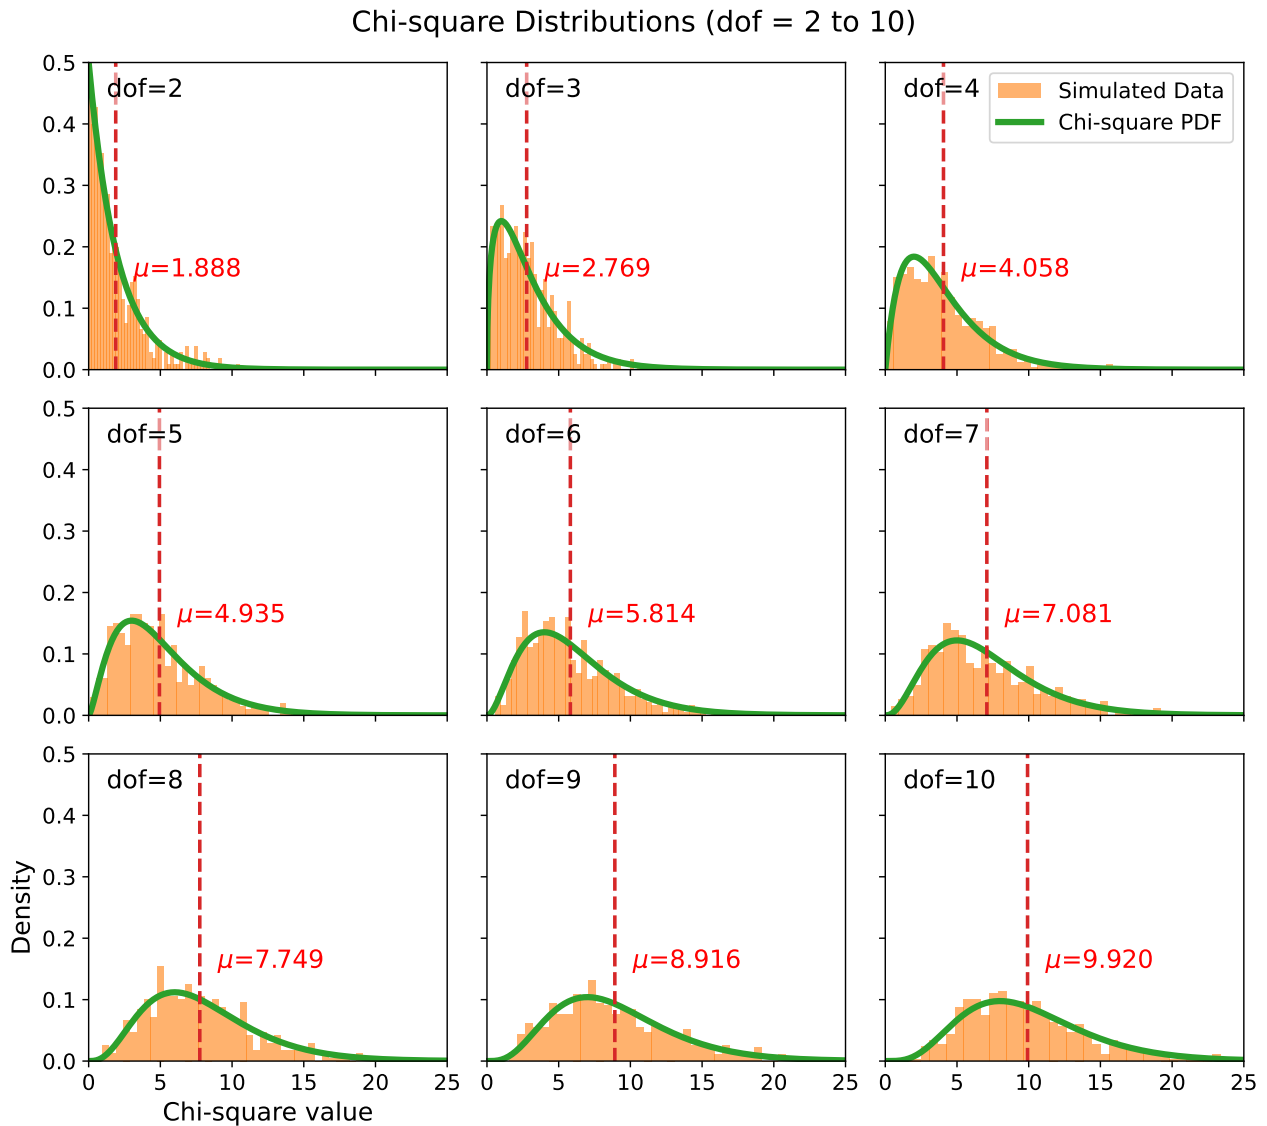 Chi-square Distributions (dof = 2 to 10)
0.5
0.4
0.3
0.2
0.1
0.0
dof=2
μ=1.888
dof=3
μ=2.769
dof=4
μ=4.058
Simulated Data
Chi-square PDF
0.5
0.4
0.3
0.2
0.1
0.0
dof=5
μ=4.935
dof=6
μ=5.814
dof=7
μ=7.081
0.5
0.4
0.3
0.2
0.1
0.0
Density
dof=8
μ=7.749
dof=9
μ=8.916
dof=10
μ=9.920
0 5 10 15 20 25
0 5 10 15 20 25
0 5 10 15 20 25
Chi-square value